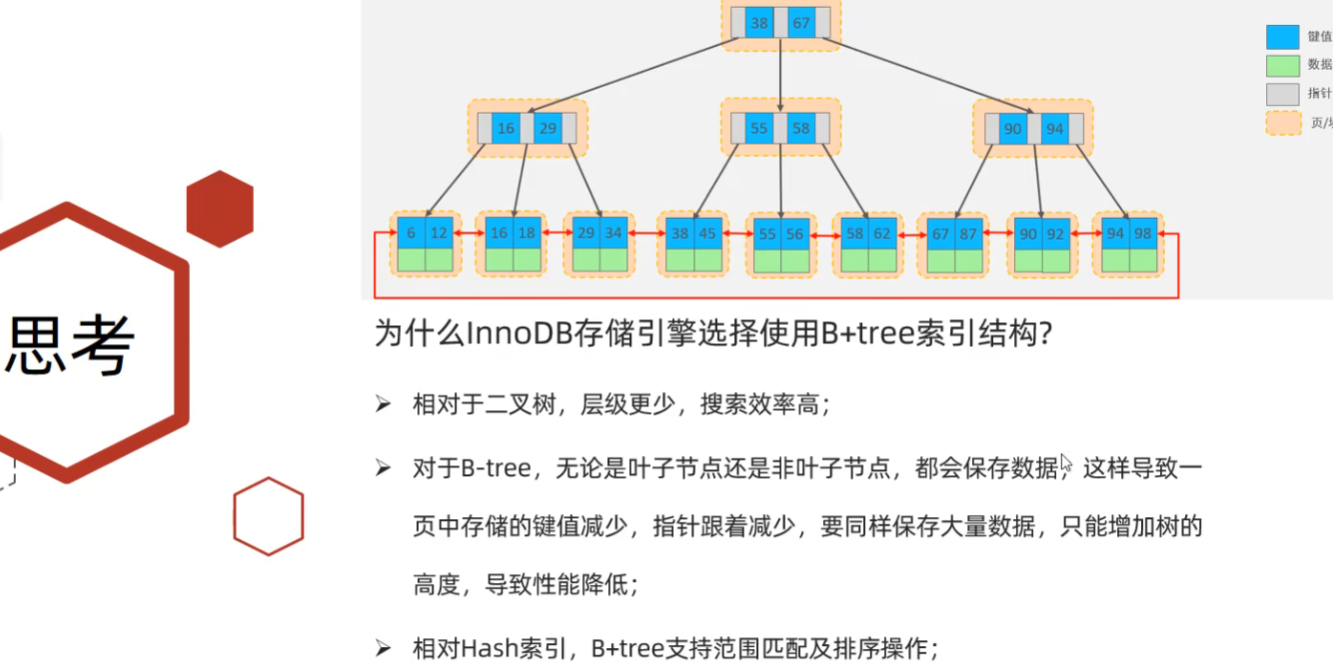 38 67
键值
数据
指针
页/
16 29 55 58 90 94
6 12 16 18 29 34 38 45 55 56 58 62 67 87 90 92 94 98
思考
为什么InnoDB存储引擎选择使用B+tree索引结构?
相对于二叉树，层级更少，搜索效率高；
对于B-tree，无论是叶子节点还是非叶子节点，都会保存数据，这样导致一
页中存储的键值减少，指针跟着减少，要同样保存大量数据，只能增加树的
高度，导致性能降低；
相对Hash索引，B+tree支持范围匹配及排序操作；